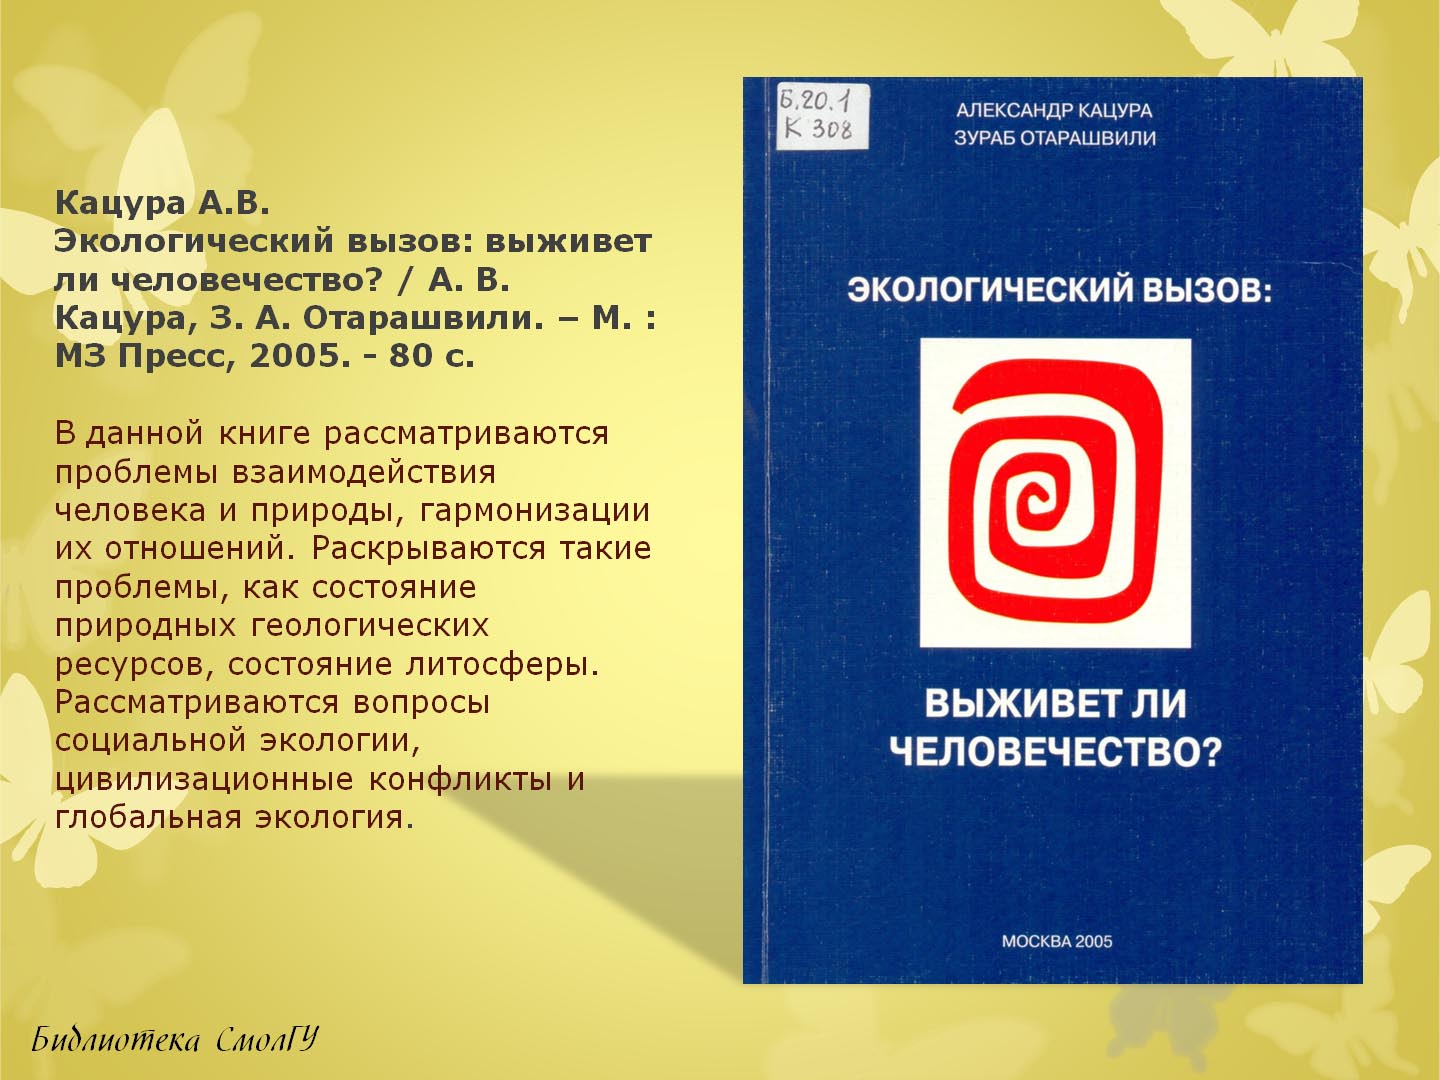 Кацура А.В.
Экологический вызов: выживет
ли человечество? / А. В.
Кацура, З. А. Отарашвили. – М. :
МЗ Пресс, 2005. - 80 с.
В данной книге рассматриваются
проблемы взаимодействия
человека и природы, гармонизации
их отношений. Раскрываются такие
проблемы, как состояние
природных геологических
ресурсов, состояние литосферы.
Рассматриваются вопросы
социальной экологии,
цивилизационные конфликты и
глобальная экология.
Библиотека СмолГУ
Б.20.1
К 308
АЛЕКСАНДР КАЦУРА
ЗУРАБ ОТАРАШВИЛИ
ЭКОЛОГИЧЕСКИЙ ВЫЗОВ:
ВЫЖИВЕТ ЛИ
ЧЕЛОВЕЧЕСТВО?
МОСКВА 2005